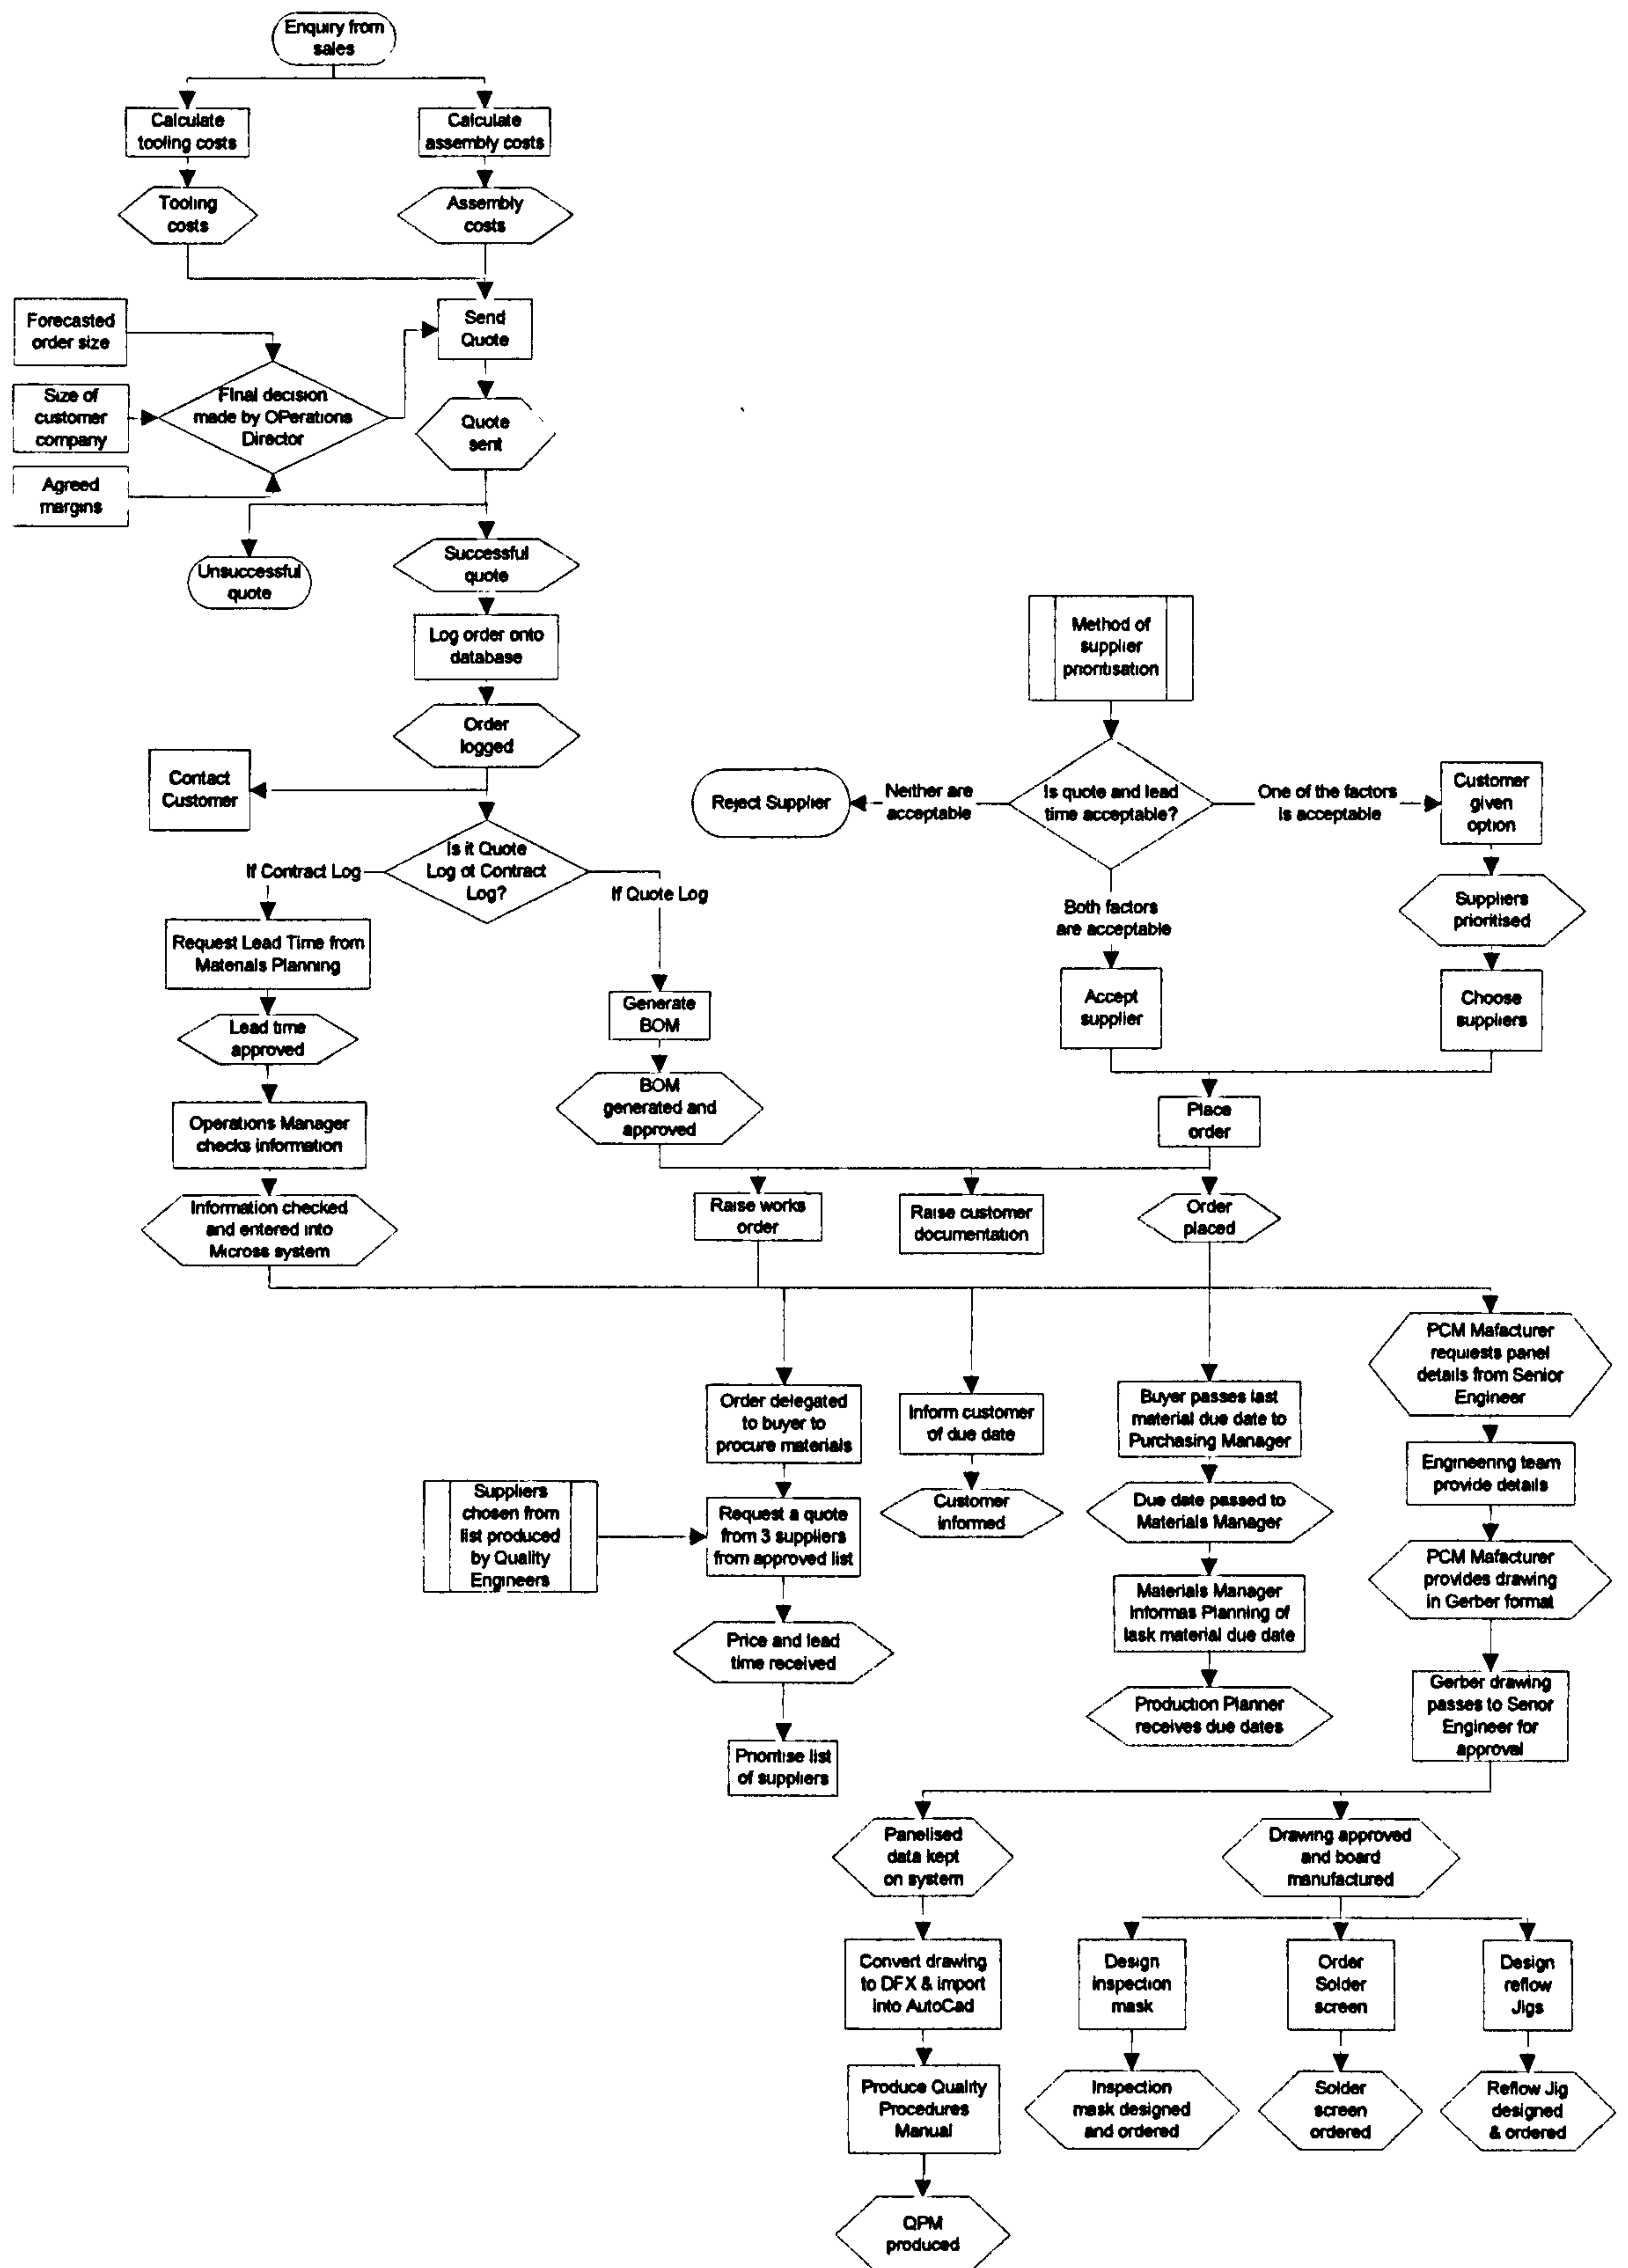 Enquiry from
sales
Calculate
tooling costs
Calculate
assembly costs
Tooling
costs
Assembly
costs
Forecasted
order size
Send
Quote
Size of
customer
company
Final decision
made by OPerations
Director
Quote
sent
Agreed
margins
Unsuccessful
quote
Successful
quote
Log order onto
database
Order
logged
Contact
Customer
Is it Quote
Log ot Contract
Log?
If Contract Log
If Quote Log
Request Lead Time from
Materials Planning
Lead time
approved
Operations Manager
checks information
Information checked
and entered into
Micross system
Generate
BOM
BOM
generated and
approved
Method of
supplier
prioritisation
Reject Supplier
Neither are
acceptable
Is quote and lead
time acceptable?
One of the factors
is acceptable
Customer
given
option
Both factors
are acceptable
Suppliers
prioritised
Accept
supplier
Choose
suppliers
Place
order
Raise works
order
Raise customer
documentation
Order
placed
Order delegated
to buyer to
procure materials
Inform customer
of due date
Buyer passes last
material due date to
Purchasing Manager
PCM Mafacturer
requiests panel
details from Senior
Engineer
Suppliers
chosen from
list produced
by Quality
Engineers
Request a quote
from 3 suppliers
from approved list
Customer
informed
Due date passed to
Materials Manager
Engineering team
provide details
Price and lead
time received
Materials Manager
Informas Planning of
lask material due date
PCM Mafacturer
provides drawing
in Gerber format
Prioritise list
of suppliers
Production Planner
receives due dates
Gerber drawing
passes to Senor
Engineer for
approval
Panelised
data kept
on system
Drawing approved
and board
manufactured
Convert drawing
to DFX & import
into AutoCad
Design
inspection
mask
Order
Solder
screen
Design
reflow
Jigs
Produce Quality
Procedures
Manual
Inspection
mask designed
and ordered
Solder
screen
ordered
Reflow Jig
designed
& ordered
QPM
produced